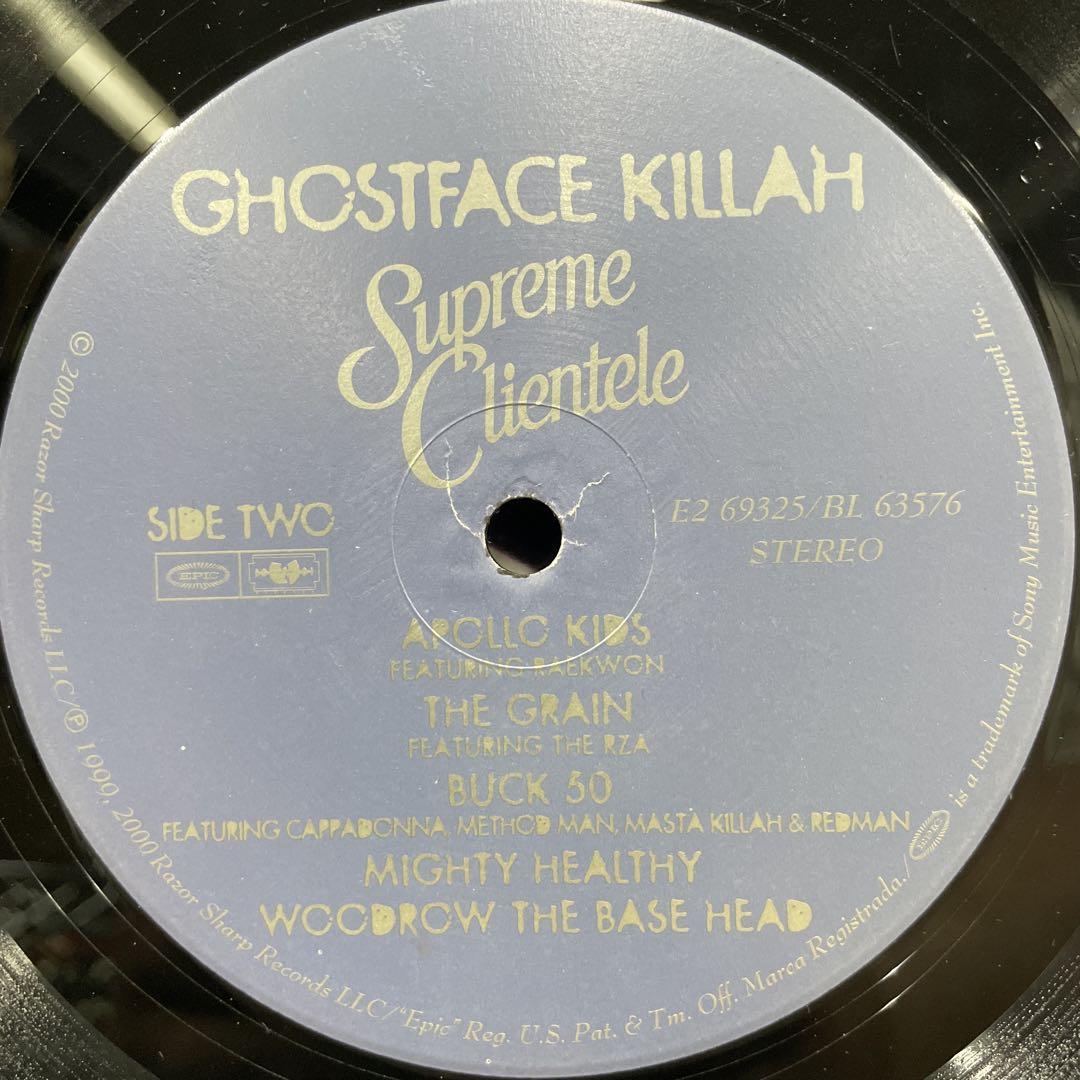 GHOSTFACE KILLAH
Supreme
Clientele
SIDE TWO
EPIC
E2 69325/BL 63576
STEREO
APOLLO KIDS
FEATURING RAEKWON
THE GRAIN
FEATURING THE RZA
BUCK 50
FEATURING CAPPADONNA, METHOD MAN, MASTA KILLAH & REDMAN
MIGHTY HEALTHY
WOODROW THE BASE HEAD
© 2000 Razor Sharp Records LLC/℗ 1999, 2000 Razor Sharp Records LLC/"Epic" Reg. U.S. Pat. & Tm. Off. Marca Registrada./EPIC is a trademark of Sony Music Entertainment Inc.